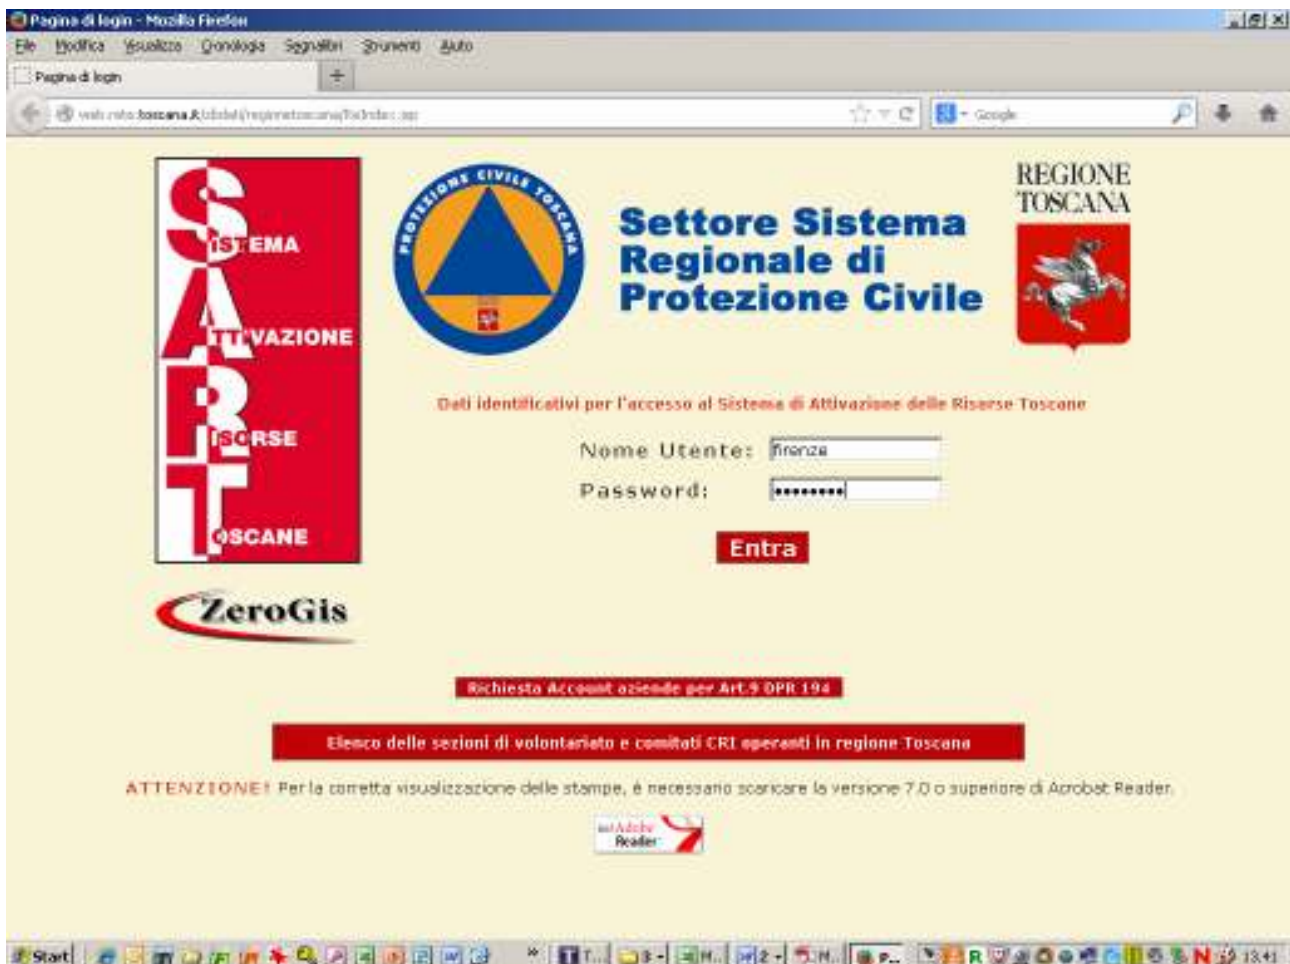 Pagina di login - Mozilla Firefox
File Modifica Visualizza Cronologia Segnalibri Strumenti Aiuto
Pagina di login +
Google
SISTEMA
ATTIVAZIONE
RISORSE
TOSCANE
PROTEZIONE CIVILE TOSCANA
Settore Sistema
Regionale di
Protezione Civile
REGIONE
TOSCANA
Dati identificativi per l'accesso al Sistema di Attivazione delle Risorse Toscane
Nome Utente: firenze
Password: ••••••••
Entra
ZeroGis
Richiesta Account aziende per Art.9 DPR 194
Elenco delle sezioni di volontariato e comitati CRI operanti in regione Toscana
ATTENZIONE! Per la corretta visualizzazione delle stampe, é necessario scaricare la versione 7.0 o superiore di Acrobat Reader.
Adobe
Reader
Start T... 3 - M... 2 - M... P... 13.41